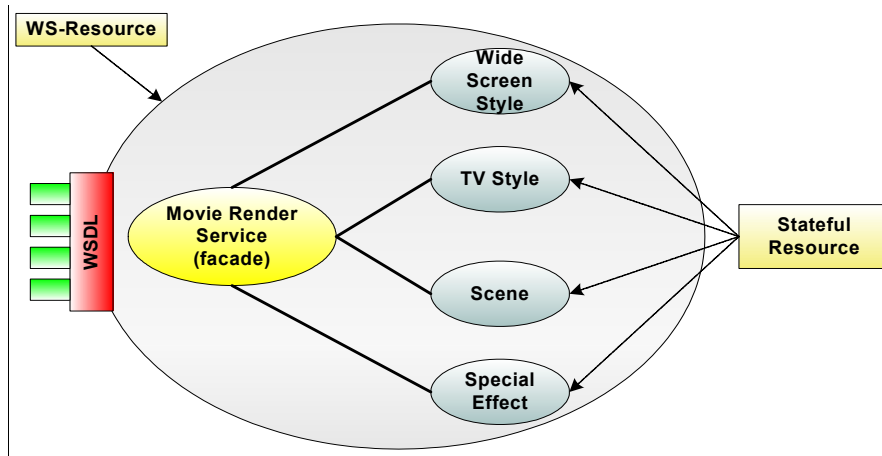 WS-Resource
Wide
Screen
Style
TV Style
WSDL
Movie Render
Service
(facade)
Stateful
Resource
Scene
Special
Effect